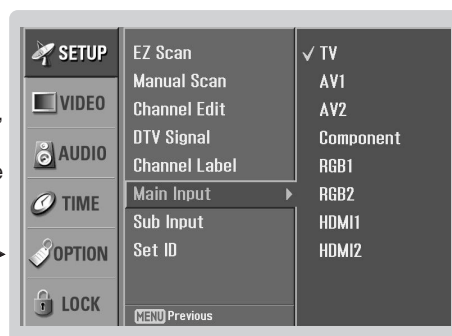 SETUP
VIDEO
AUDIO
TIME
OPTION
LOCK
EZ Scan
Manual Scan
Channel Edit
DTV Signal
Channel Label
Main Input
Sub Input
Set ID
MENU Previous
TV
AV1
AV2
Component
RGB1
RGB2
HDMI1
HDMI2